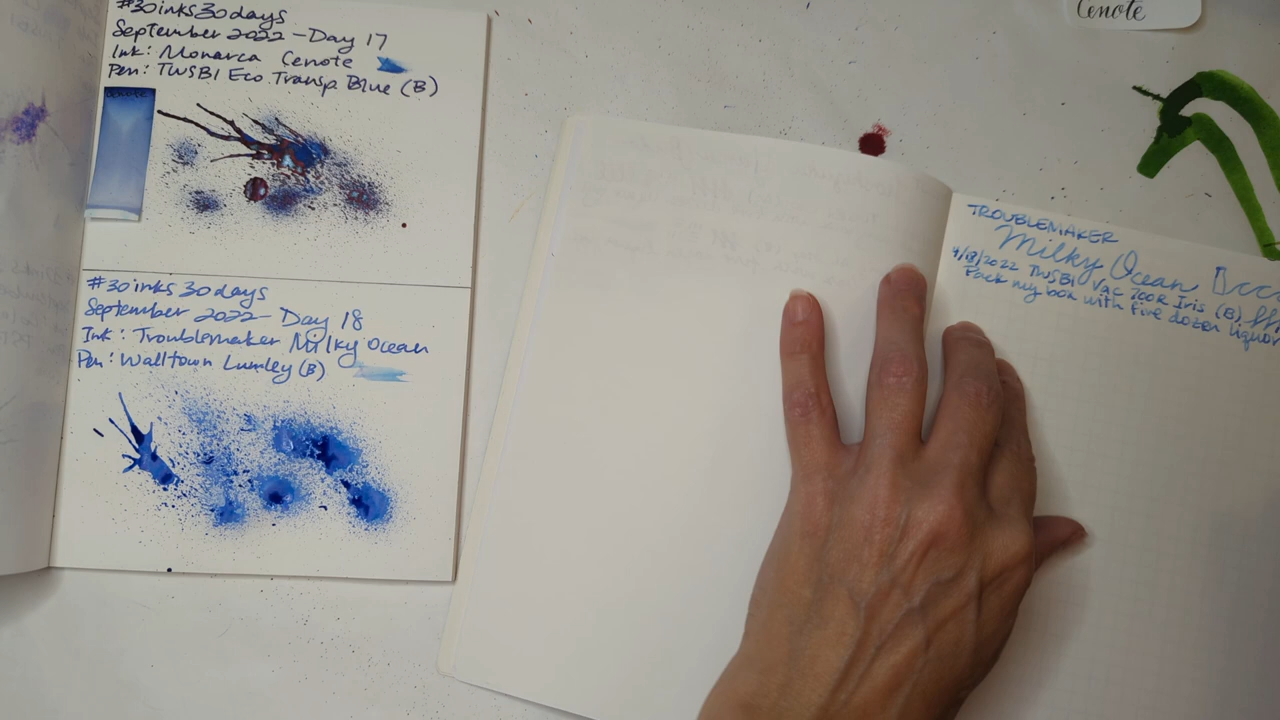 #30inks30days
September 2022 - Day 17
Ink: Monarca Cenote
Pen: TWSBI Eco Transp Blue (B)
#30inks30days
September 2022 - Day 18
Ink: Troublemaker Milky Ocean
Pen: Walltown Lumley (B)
Cenote
TROUBLEMAKER
Milky Ocean
4/13/2022 TWSBI Vac 700R Iris (B)
Pack my box with five dozen liquor